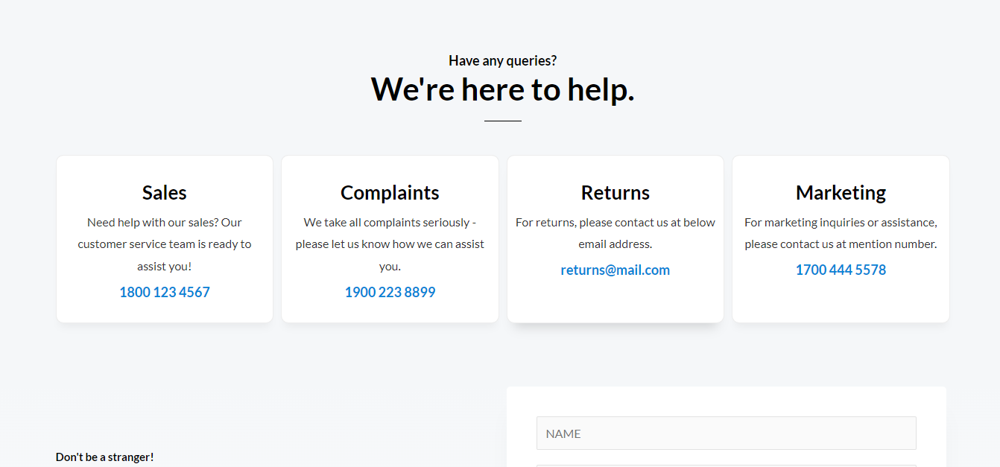 Have any queries?
We're here to help.
Sales
Need help with our sales? Our
customer service team is ready to
assist you!
1800 123 4567
Complaints
We take all complaints seriously -
please let us know how we can assist
you.
1900 223 8899
Returns
For returns, please contact us at below
email address.
returns@mail.com
Marketing
For marketing inquiries or assistance,
please contact us at mention number.
1700 444 5578
Don't be a stranger!
NAME